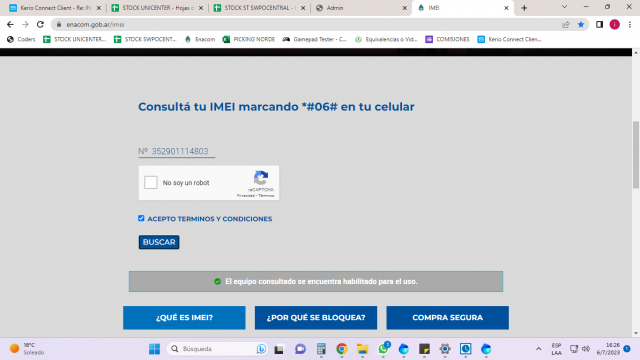 Kerio Connect Client - Re: IN
STOCK UNICENTER - Hojas d
STOCK ST SWPOCENTRAL - 
Admin
IMEI
enacom.gob.ar/imei
Coders
STOCK UNICENTER...
STOCK SWPOCENT...
Enacom
PICKING NORDE
Gamepad Tester - C...
Equivalencias o Vid...
COMISIONES
Kerio Connect Clien...
Consultá tu IMEI marcando *#06# en tu celular
Nº 352901114803
No soy un robot
reCAPTCHA
Privacidad - Términos
ACEPTO TERMINOS Y CONDICIONES
BUSCAR
El equipo consultado se encuentra habilitado para el uso.
¿QUÉ ES IMEI?
¿POR QUÉ SE BLOQUEA?
COMPRA SEGURA
18°C
Soleado
Búsqueda
ESP
LAA
16:26
6/7/2023